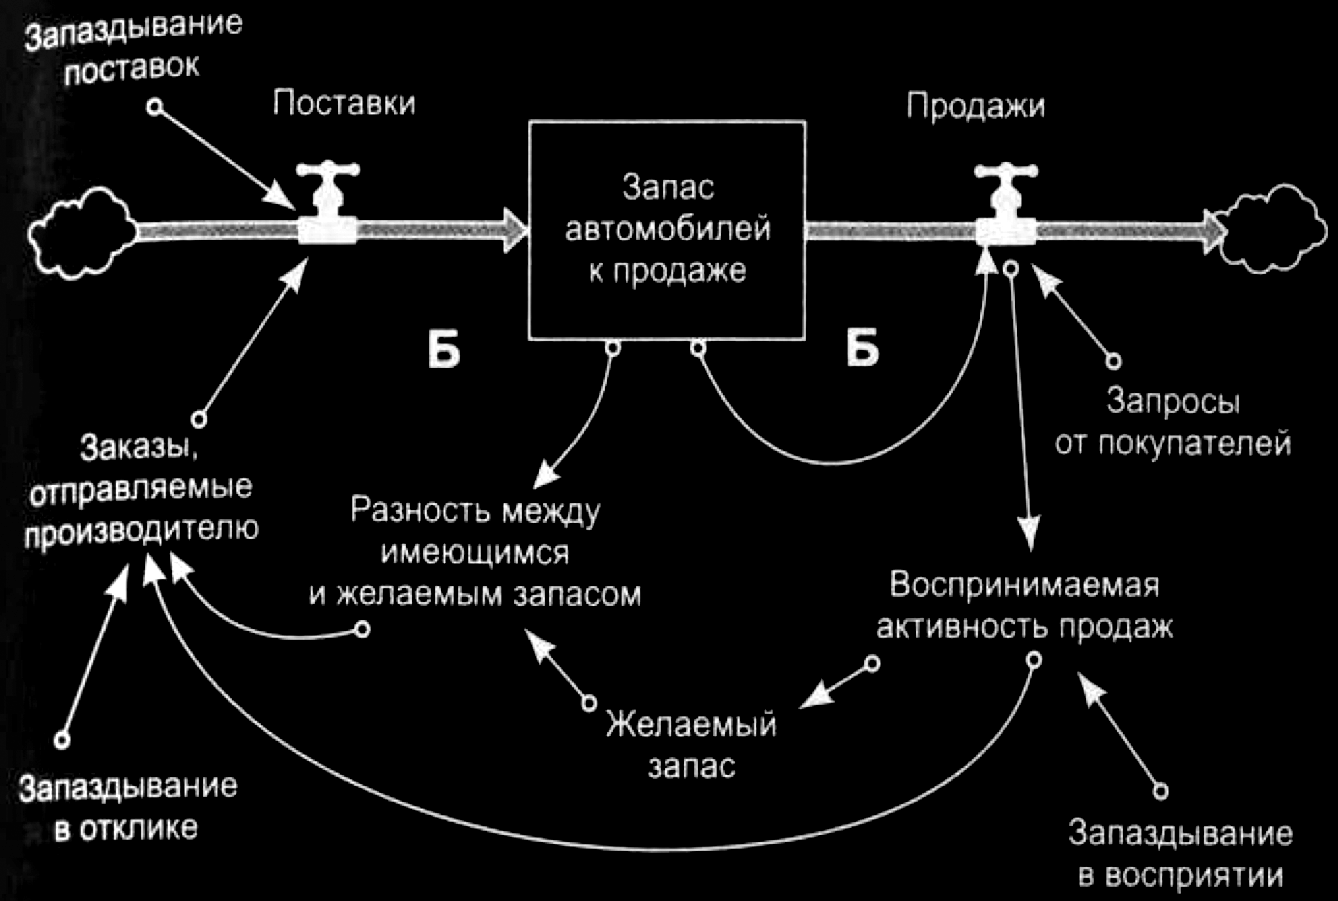 Запаздывание
поставок
Поставки
Продажи
Запас
автомобилей
к продаже
Б
Б
Запросы
от покупателей
Заказы,
отправляемые
производителю
Разность между
имеющимся
и желаемым запасом
Воспринимаемая
активность продаж
Желаемый
запас
Запаздывание
в отклике
Запаздывание
в восприятии